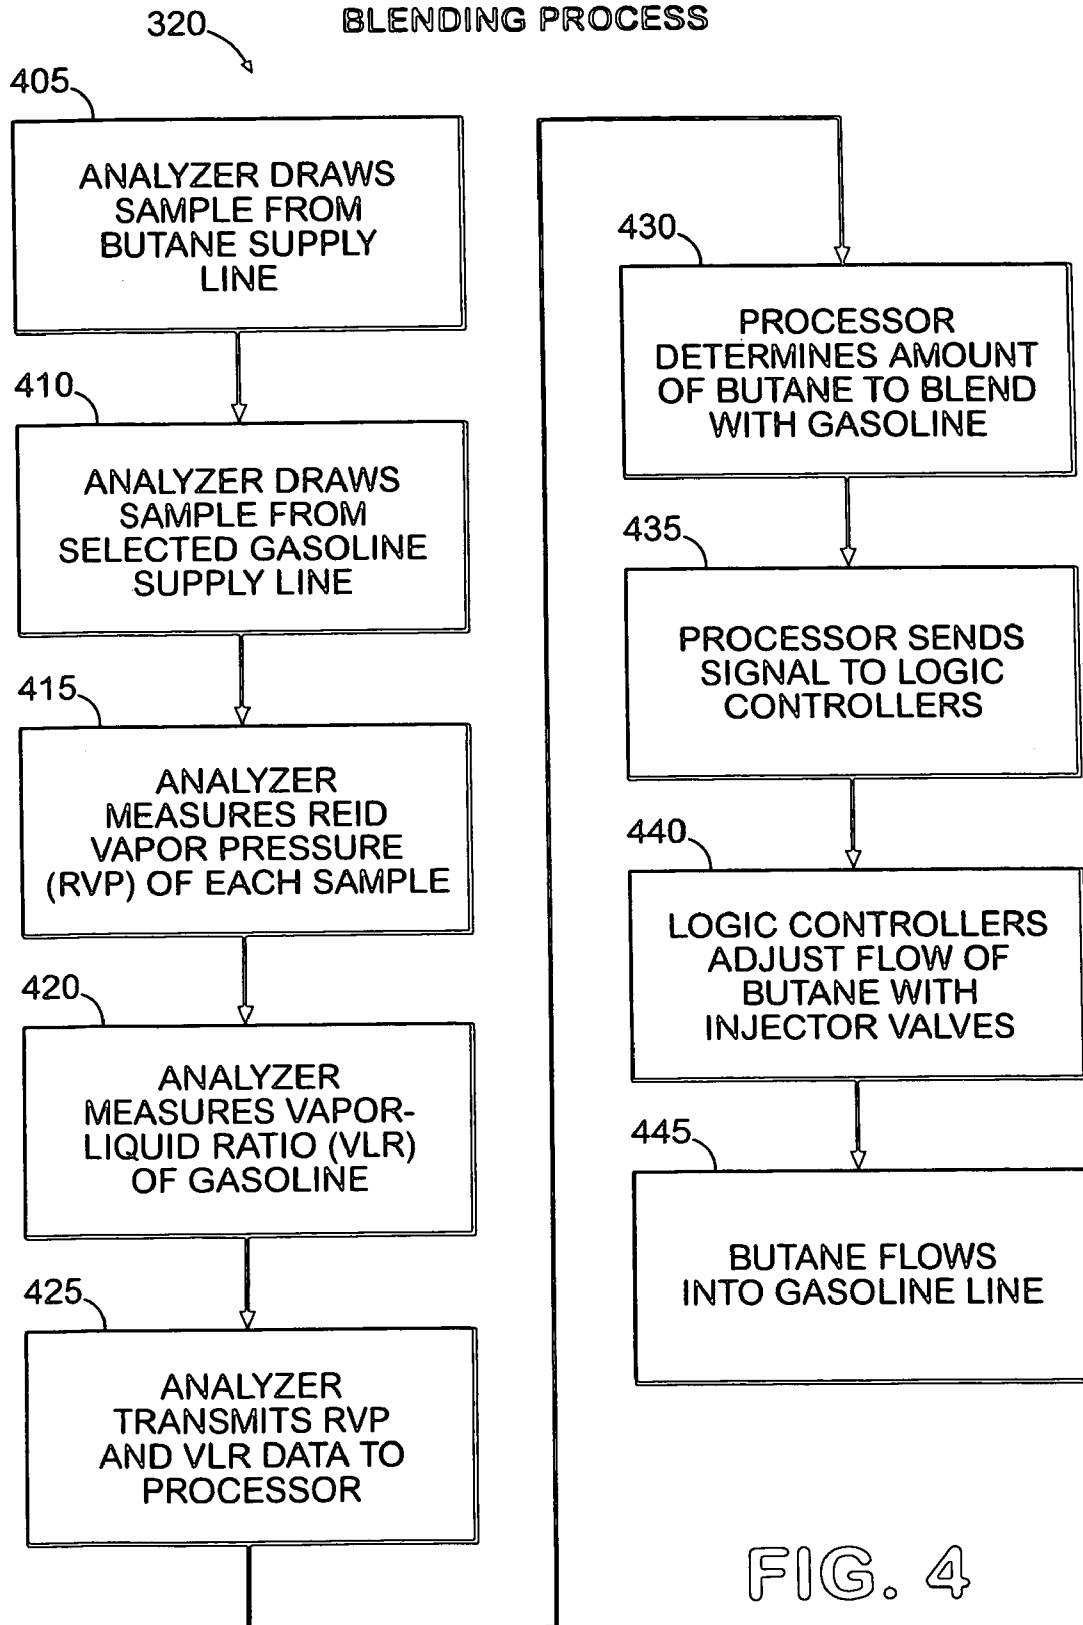 BLENDING PROCESS
320
405
ANALYZER DRAWS
SAMPLE FROM
BUTANE SUPPLY
LINE
410
ANALYZER DRAWS
SAMPLE FROM
SELECTED GASOLINE
SUPPLY LINE
415
ANALYZER
MEASURES REID
VAPOR PRESSURE
(RVP) OF EACH SAMPLE
420
ANALYZER
MEASURES VAPOR-
LIQUID RATIO (VLR)
OF GASOLINE
425
ANALYZER
TRANSMITS RVP
AND VLR DATA TO
PROCESSOR
430
PROCESSOR
DETERMINES AMOUNT
OF BUTANE TO BLEND
WITH GASOLINE
435
PROCESSOR SENDS
SIGNAL TO LOGIC
CONTROLLERS
440
LOGIC CONTROLLERS
ADJUST FLOW OF
BUTANE WITH
INJECTOR VALVES
445
BUTANE FLOWS
INTO GASOLINE LINE
FIG. 4